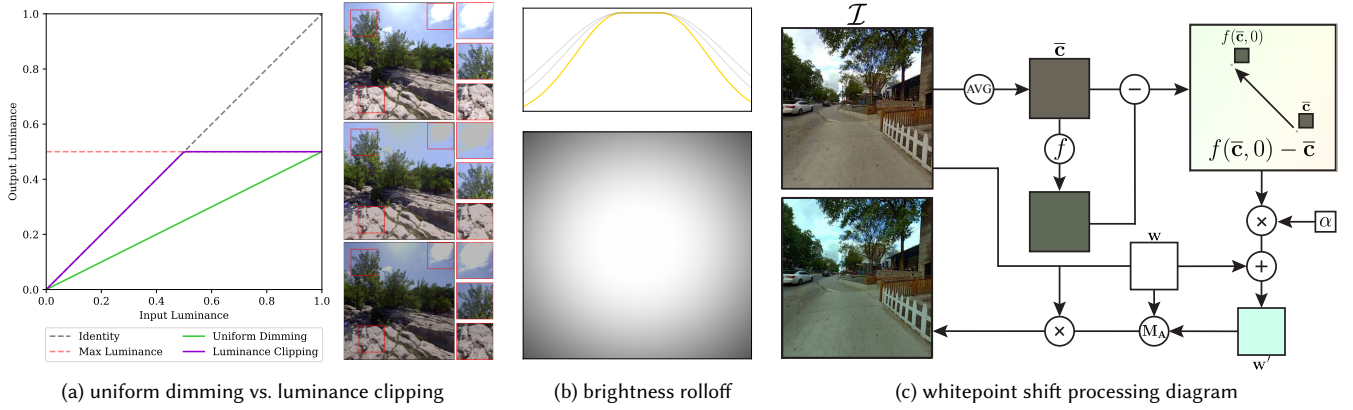 1.0
0.8
0.6
0.4
0.2
0.0
0.0 0.2 0.4 0.6 0.8 1.0
Output Luminance
Input Luminance
Identity
Max Luminance
Uniform Dimming
Luminance Clipping
(a) uniform dimming vs. luminance clipping
(b) brightness rolloff
ℐ
AVG
c̄
f
−
f(c̄, 0)
c̄
f(c̄, 0) − c̄
×
α
w
+
×
M_A
w′
(c) whitepoint shift processing diagram